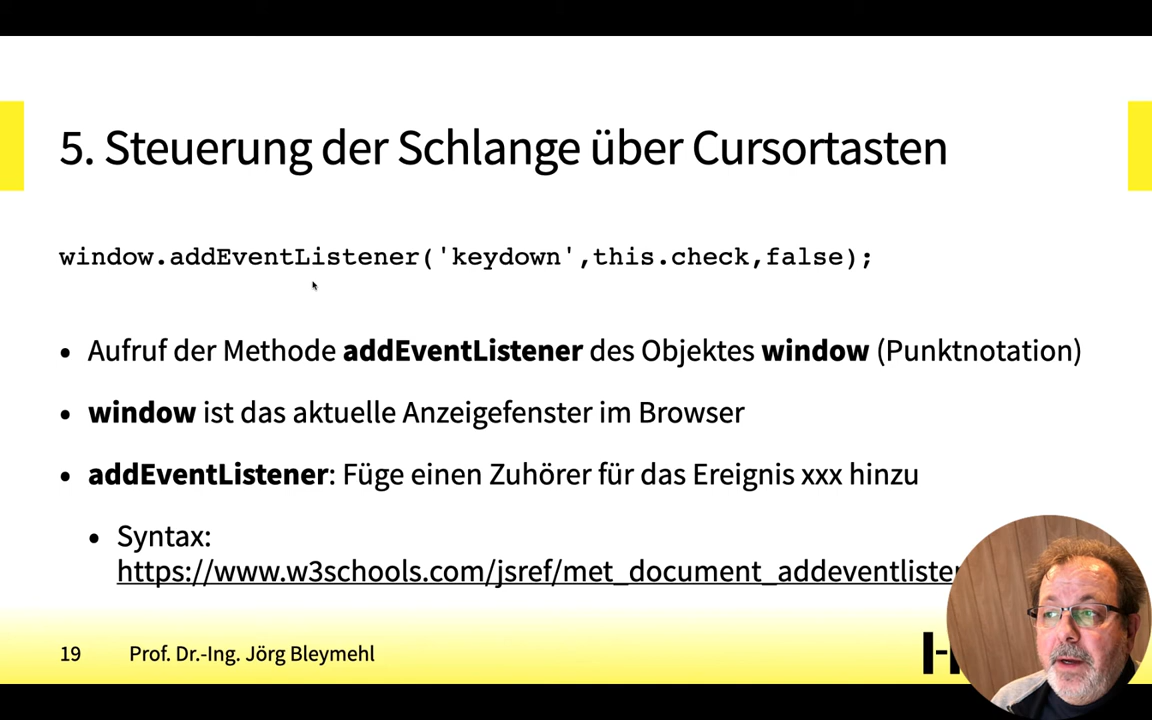 5. Steuerung der Schlange über Cursortasten
window.addEventListener('keydown',this.check,false);
• Aufruf der Methode addEventListener des Objektes window (Punktnotation)
• window ist das aktuelle Anzeigefenster im Browser
• addEventListener: Füge einen Zuhörer für das Ereignis xxx hinzu
• Syntax:
https://www.w3schools.com/jsref/met_document_addeventlisten
19 Prof. Dr.-Ing. Jörg Bleymehl